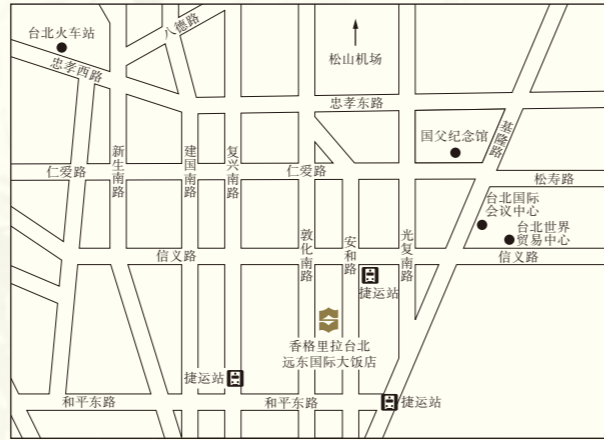 台北火车站
八德路
松山机场
忠孝西路
忠孝东路
国父纪念馆
基隆路
新生南路
建国南路
复兴南路
仁爱路
仁爱路
松寿路
台北国际
会议中心
台北世界
贸易中心
敦化南路
安和路
光复南路
信义路
信义路
捷运站
香格里拉台北
远东国际大饭店
捷运站
和平东路
和平东路
捷运站